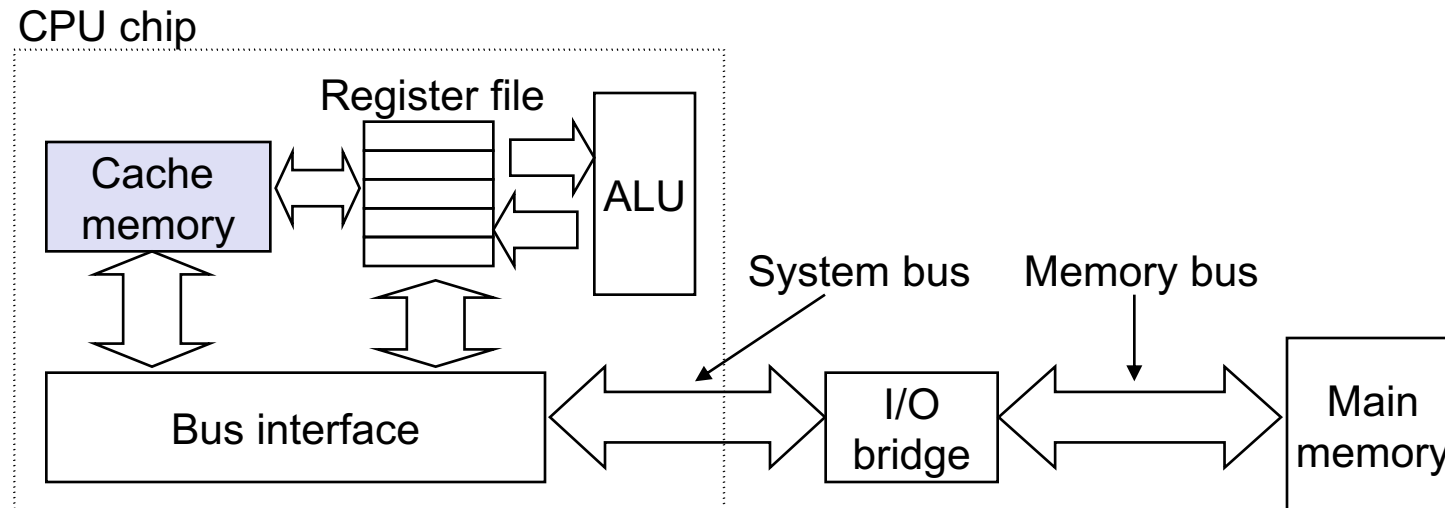 CPU chip
Register file
Cache
memory
ALU
System bus
Memory bus
Bus interface
I/O
bridge
Main
memory